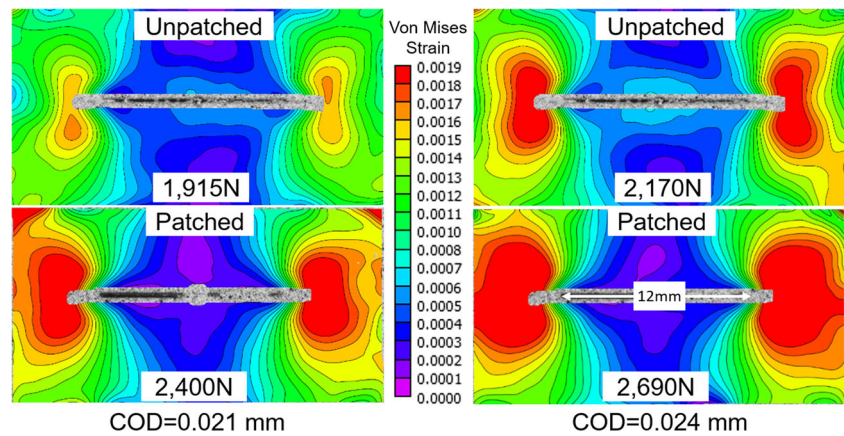 Unpatched
1,915N
Patched
2,400N
COD=0.021 mm
Von Mises
Strain
0.0019
0.0018
0.0017
0.0016
0.0015
0.0014
0.0013
0.0012
0.0011
0.0010
0.0009
0.0008
0.0007
0.0006
0.0005
0.0004
0.0003
0.0002
0.0001
0.0000
Unpatched
2,170N
Patched
12mm
2,690N
COD=0.024 mm